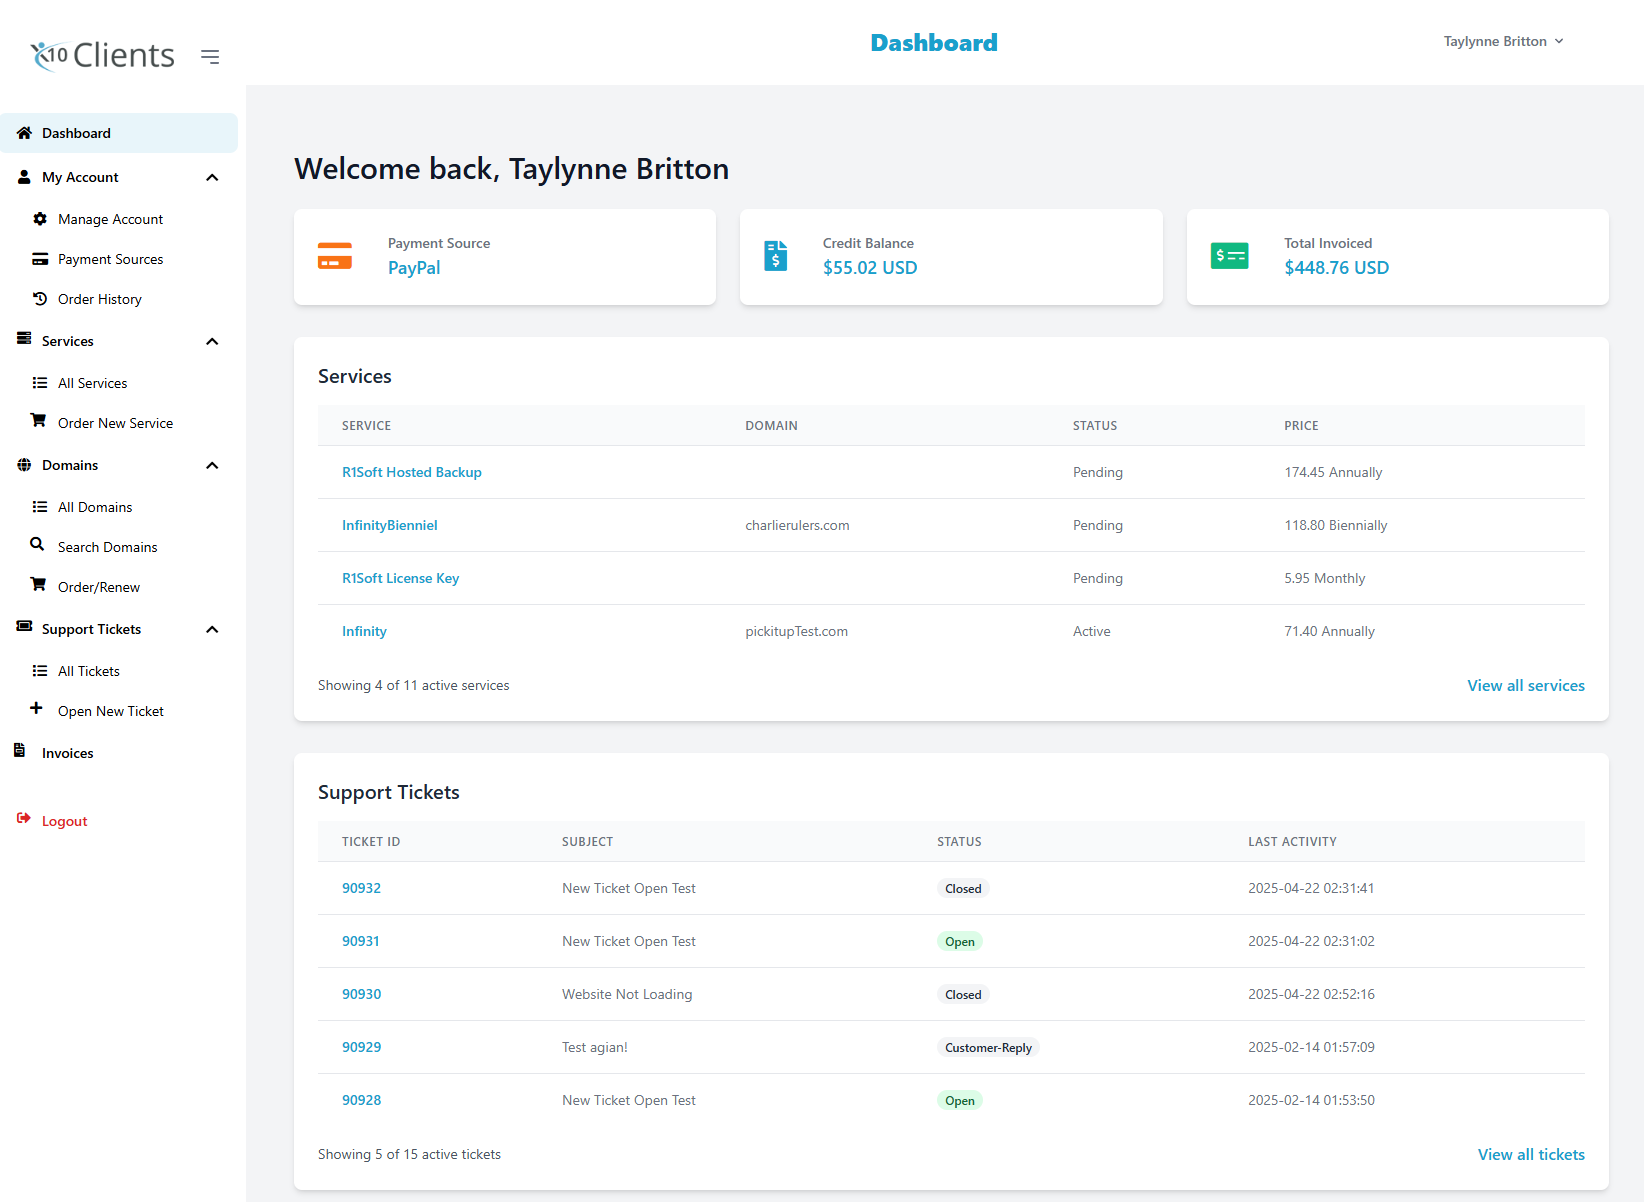 X10 Clients
Dashboard
Taylynne Britton
Dashboard
My Account
Manage Account
Payment Sources
Order History
Services
All Services
Order New Service
Domains
All Domains
Search Domains
Order/Renew
Support Tickets
All Tickets
Open New Ticket
Invoices
Logout
Welcome back, Taylynne Britton
Payment Source
PayPal
Credit Balance
$55.02 USD
Total Invoiced
$448.76 USD
Services
SERVICE DOMAIN STATUS PRICE
R1Soft Hosted Backup Pending 174.45 Annually
InfinityBienniel charlierulers.com Pending 118.80 Biennially
R1Soft License Key Pending 5.95 Monthly
Infinity pickitupTest.com Active 71.40 Annually
Showing 4 of 11 active services View all services
Support Tickets
TICKET ID SUBJECT STATUS LAST ACTIVITY
90932 New Ticket Open Test Closed 2025-04-22 02:31:41
90931 New Ticket Open Test Open 2025-04-22 02:31:02
90930 Website Not Loading Closed 2025-04-22 02:52:16
90929 Test agian! Customer-Reply 2025-02-14 01:57:09
90928 New Ticket Open Test Open 2025-02-14 01:53:50
Showing 5 of 15 active tickets View all tickets